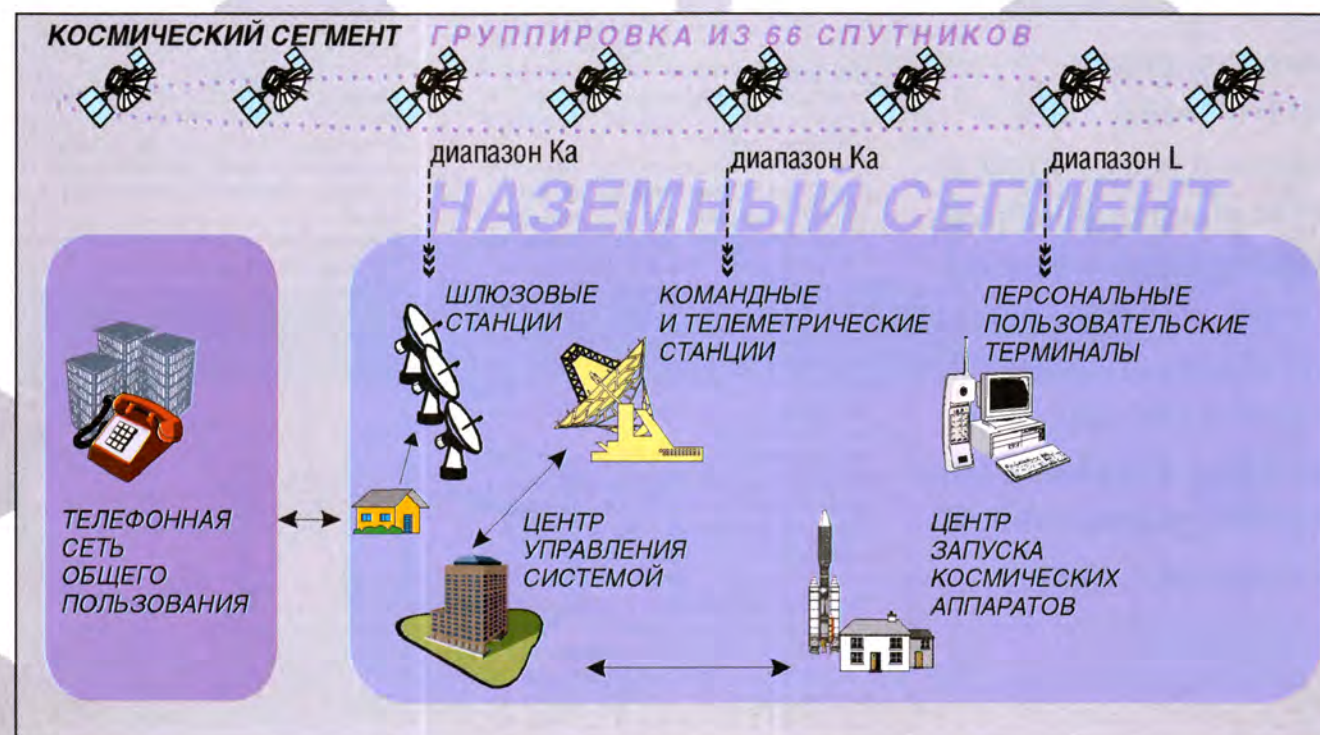 КОСМИЧЕСКИЙ СЕГМЕНТ ГРУППИРОВКА ИЗ 66 СПУТНИКОВ
диапазон Ka
диапазон Ka
диапазон L
НАЗЕМНЫЙ СЕГМЕНТ
ШЛЮЗОВЫЕ
СТАНЦИИ
КОМАНДНЫЕ
И ТЕЛЕМЕТРИЧЕСКИЕ
СТАНЦИИ
ПЕРСОНАЛЬНЫЕ
ПОЛЬЗОВАТЕЛЬСКИЕ
ТЕРМИНАЛЫ
ТЕЛЕФОННАЯ
СЕТЬ
ОБЩЕГО
ПОЛЬЗОВАНИЯ
ЦЕНТР
УПРАВЛЕНИЯ
СИСТЕМОЙ
ЦЕНТР
ЗАПУСКА
КОСМИЧЕСКИХ
АППАРАТОВ